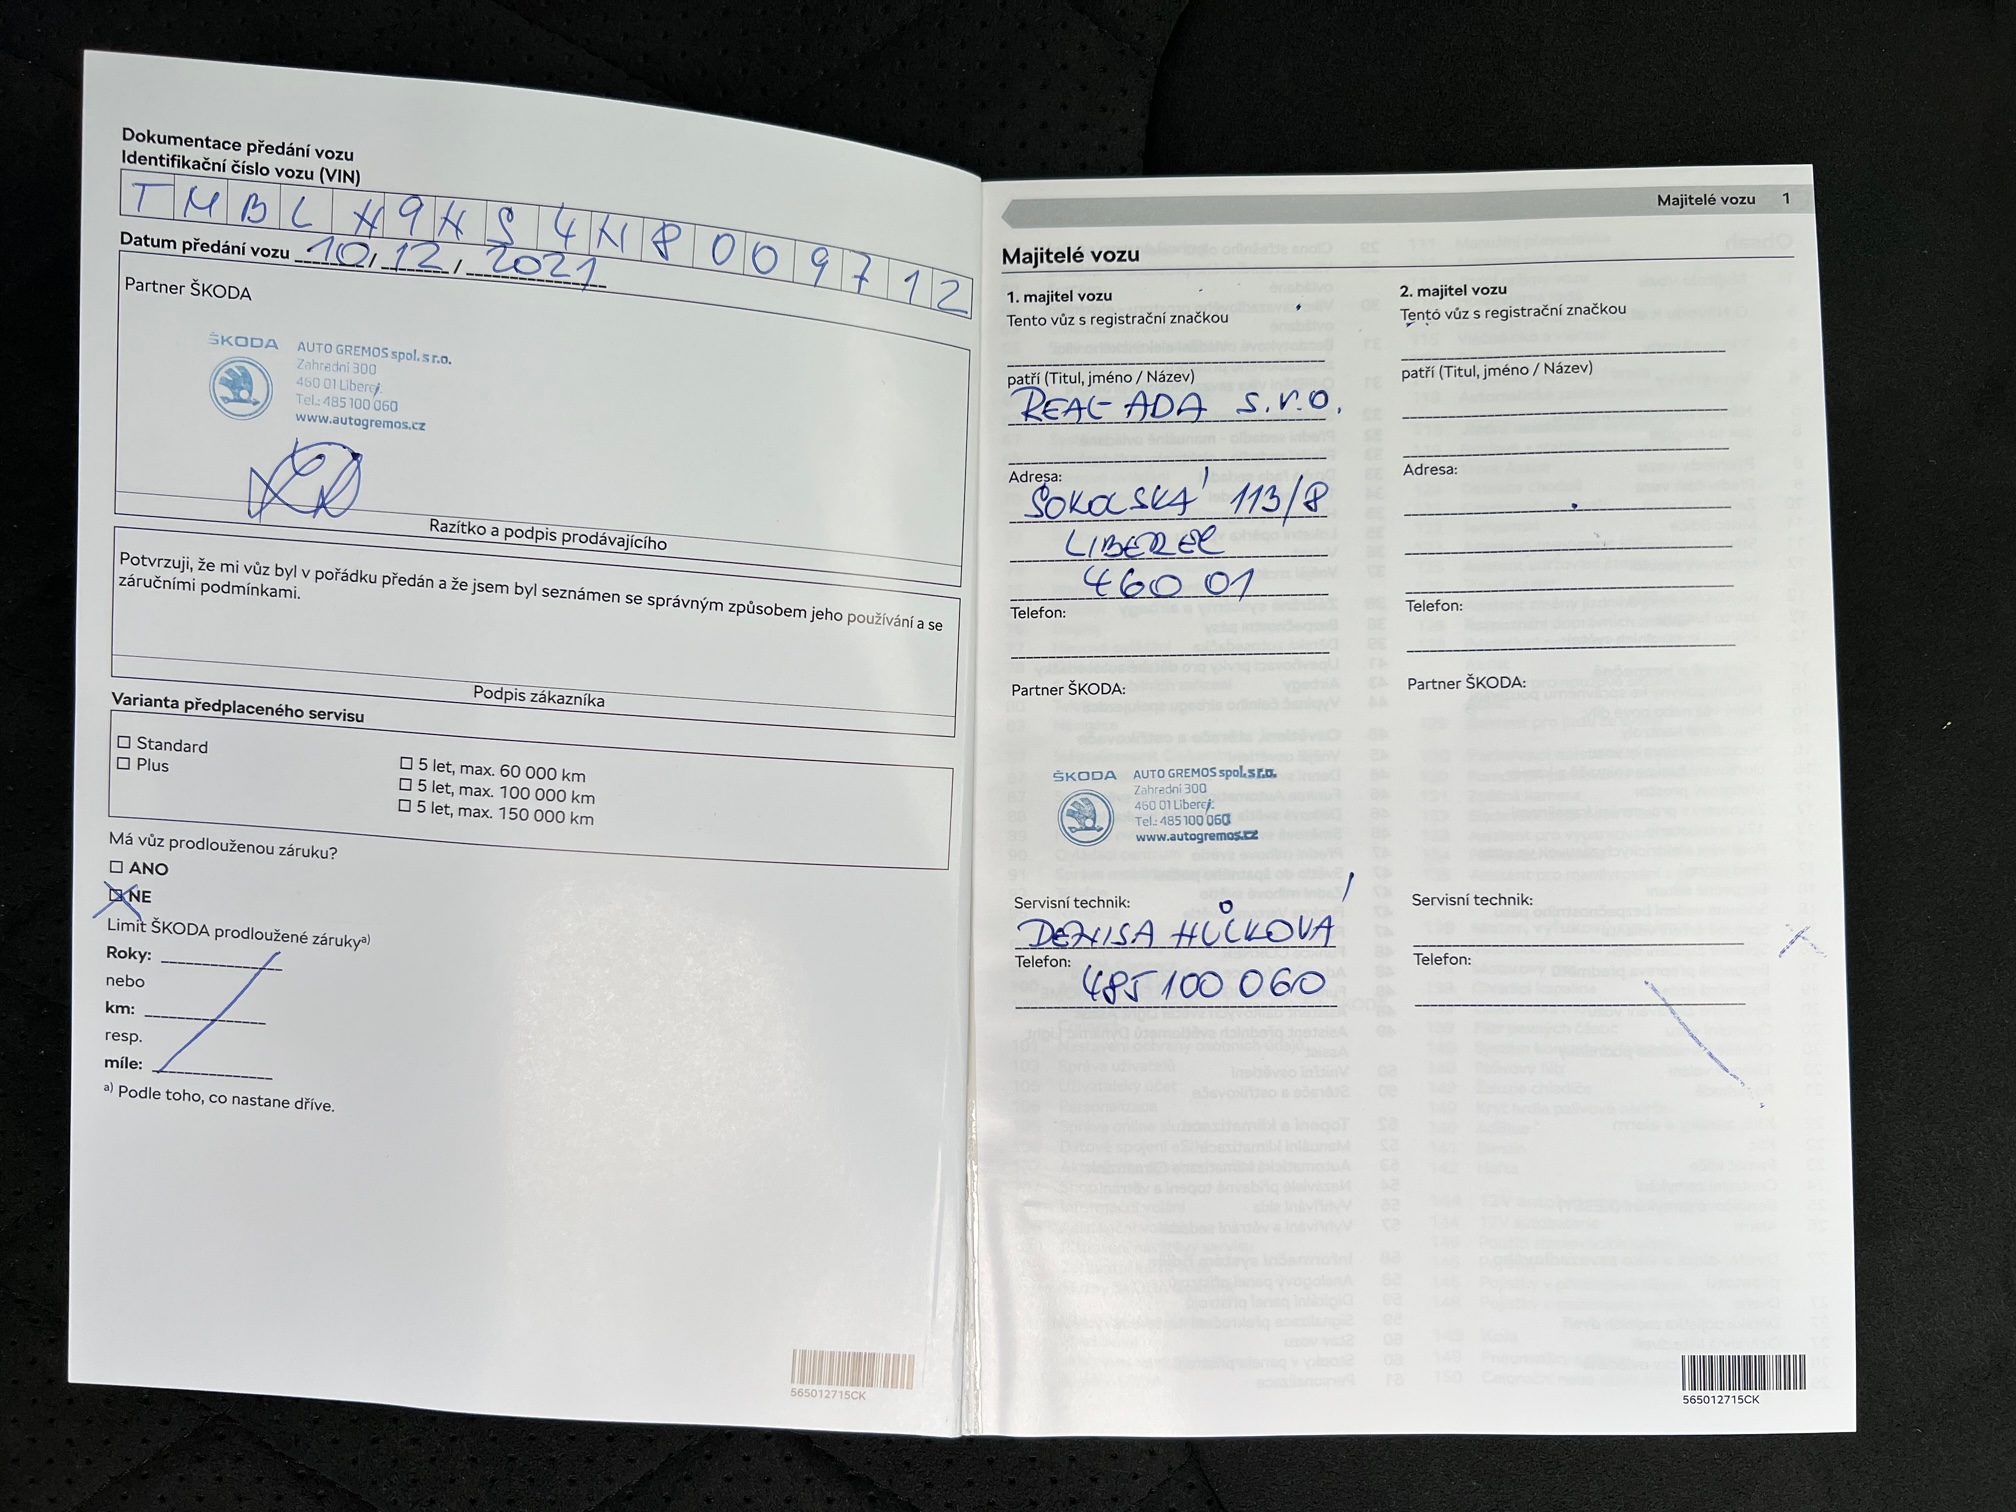 Dokumentace předání vozu
Identifikační číslo vozu (VIN)
TMBLN9NS4N8009712
Datum předání vozu 10/12/2021
Partner ŠKODA
ŠKODA AUTO GREMOS spol. s r.o.
Zahradní 300
460 01 Liberec
Tel.: 485 100 060
www.autogremos.cz
Razítko a podpis prodávajícího
Potvrzuji, že mi vůz byl v pořádku předán a že jsem byl seznámen se správným způsobem jeho používání a se
záručními podmínkami.
Podpis zákazníka
Varianta předplaceného servisu
Standard
Plus
5 let, max. 60 000 km
5 let, max. 100 000 km
5 let, max. 150 000 km
Má vůz prodlouženou záruku?
ANO
NE
Limit ŠKODA prodloužené záruky a)
Roky:
nebo
km:
resp.
míle:
a) Podle toho, co nastane dříve.
565012715CK
Majitelé vozu 1
Majitelé vozu
1. majitel vozu
Tento vůz s registrační značkou
patří (Titul, jméno / Název)
REAL-ADA s.r.o.
Adresa:
SOKOLSKÁ 113/8
LIBEREC
460 01
Telefon:
Partner ŠKODA:
ŠKODA AUTO GREMOS spol. s r.o.
Zahradní 300
460 01 Liberec
Tel.: 485 100 060
www.autogremos.cz
Servisní technik:
DENISA HŮLKOVÁ
Telefon:
485 100 060
2. majitel vozu
Tento vůz s registrační značkou
patří (Titul, jméno / Název)
Adresa:
Telefon:
Partner ŠKODA:
Servisní technik:
Telefon:
565012715CK